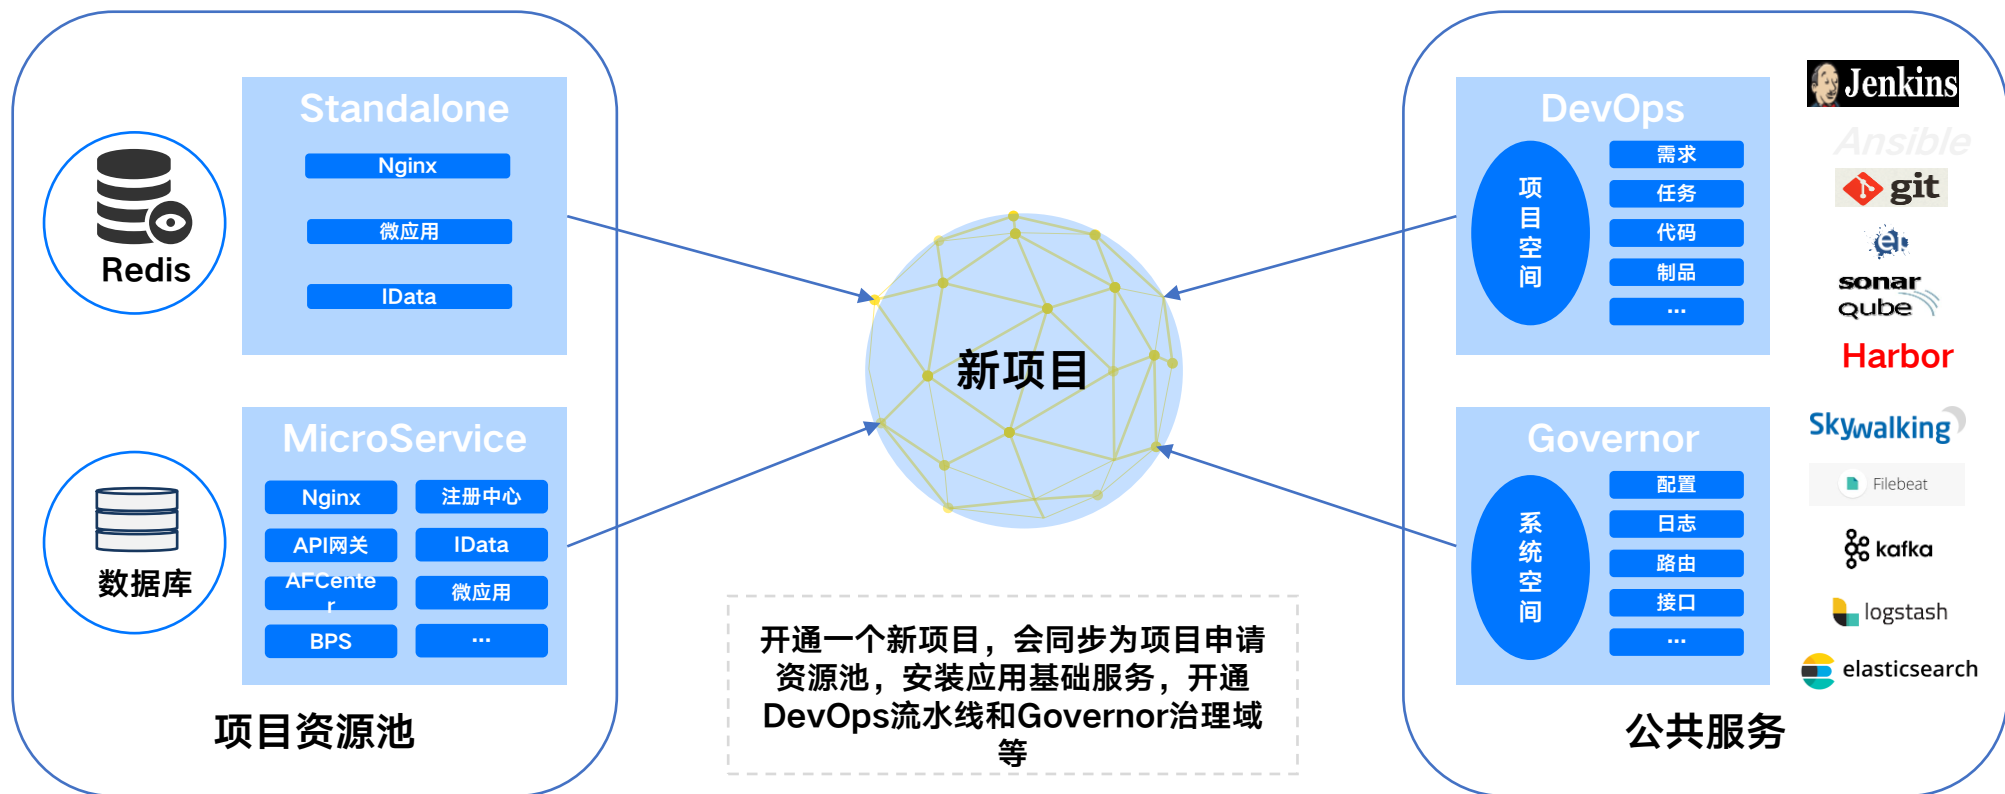 Standalone
Nginx
微应用
IData
Redis
MicroService
Nginx
注册中心
API网关
IData
AFCente
r
微应用
BPS
...
数据库
项目资源池
新项目
开通一个新项目，会同步为项目申请
资源池，安装应用基础服务，开通
DevOps流水线和Governor治理域
等
DevOps
项
目
空
间
需求
任务
代码
制品
...
Governor
系
统
空
间
配置
日志
路由
接口
...
Jenkins
Ansible
git
sonar
qube
Harbor
Skywalking
Filebeat
kafka
logstash
elasticsearch
公共服务